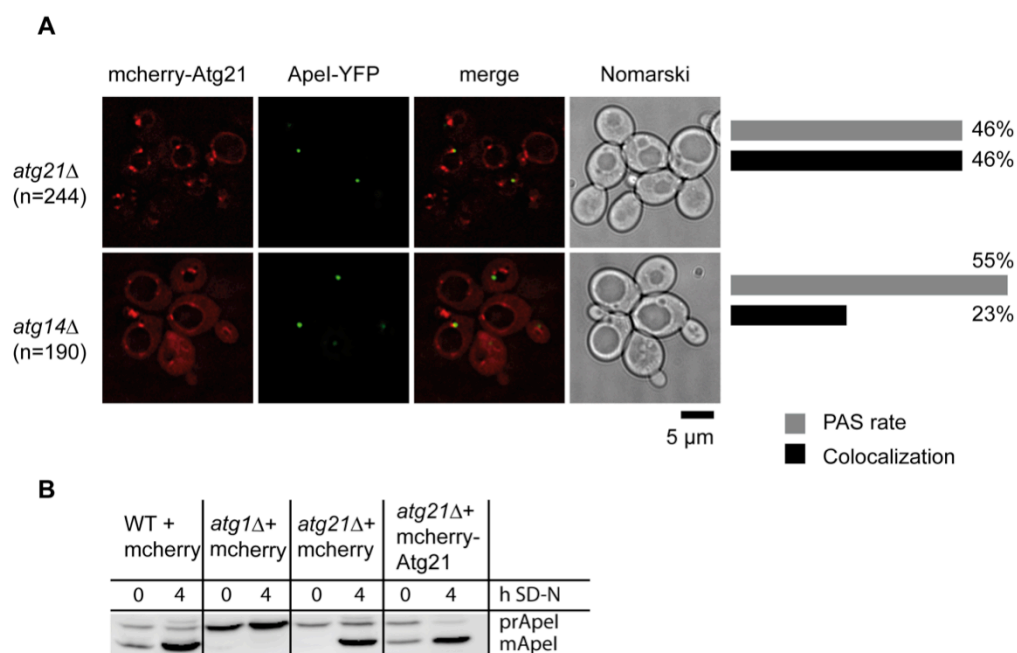 A
mcherry-Atg21 ApeI-YFP merge Nomarski
atg21Δ
(n=244)
46%
46%
atg14Δ
(n=190)
55%
23%
5 µm
PAS rate
Colocalization
B
WT +
mcherry
atg1Δ+
mcherry
atg21Δ+
mcherry
atg21Δ+
mcherry-
Atg21
0 4 0 4 0 4 0 4 h SD-N
prApeI
mApeI